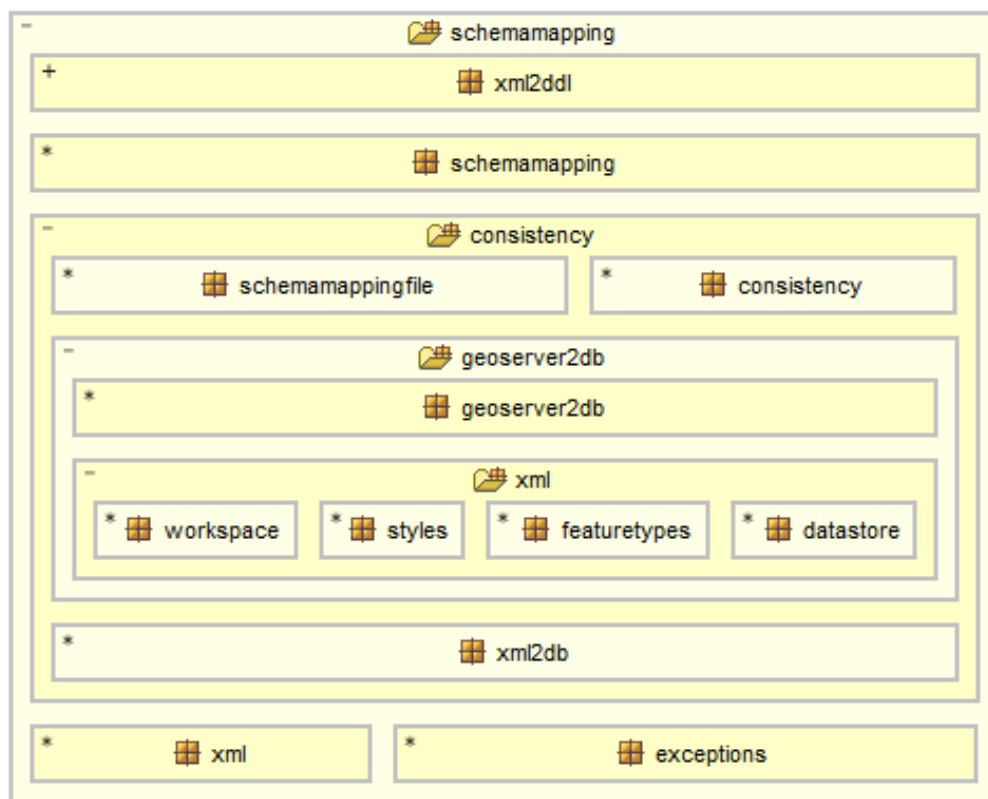 − schemamapping
+ xml2ddl
* schemamapping
− consistency
* schemamappingfile * consistency
− geoserver2db
* geoserver2db
− xml
* workspace * styles * featuretypes * datastore
* xml2db
* xml * exceptions